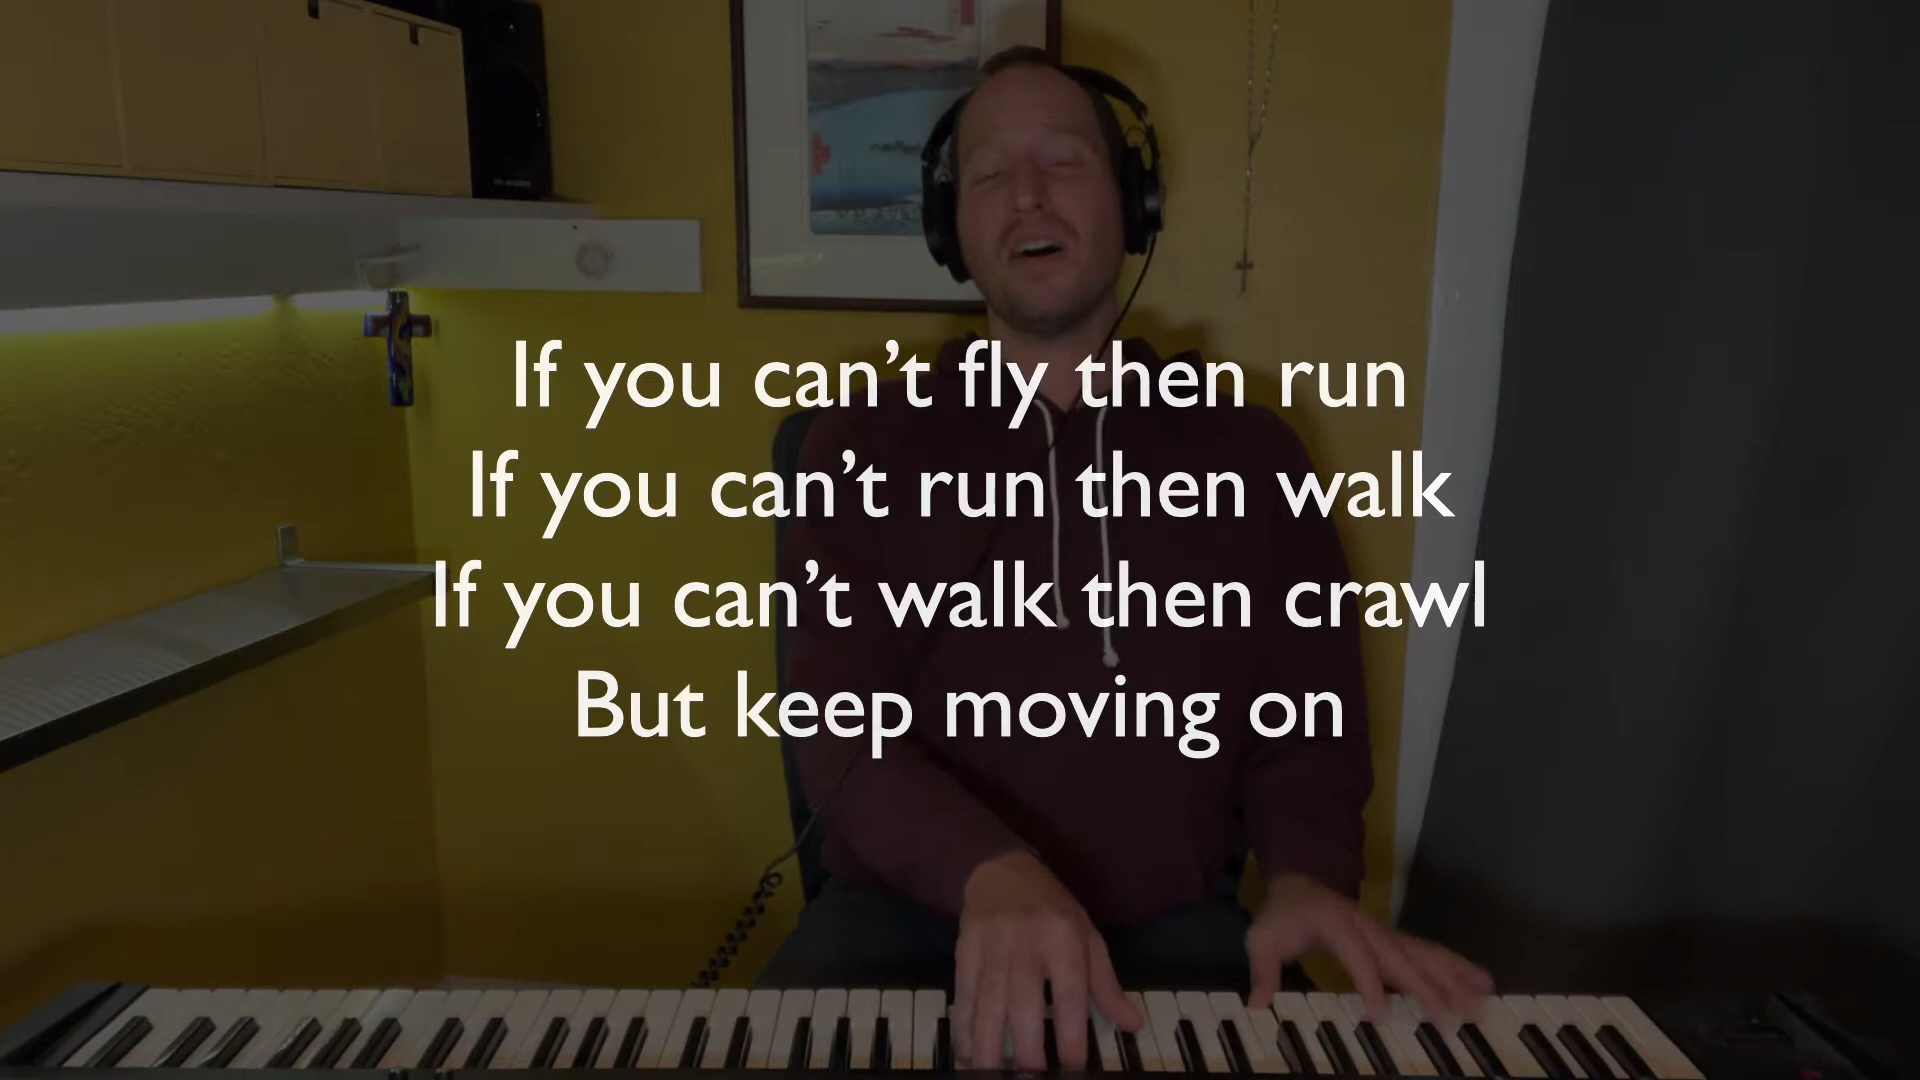 If you can’t fly then run
If you can’t run then walk
If you can’t walk then crawl
But keep moving on